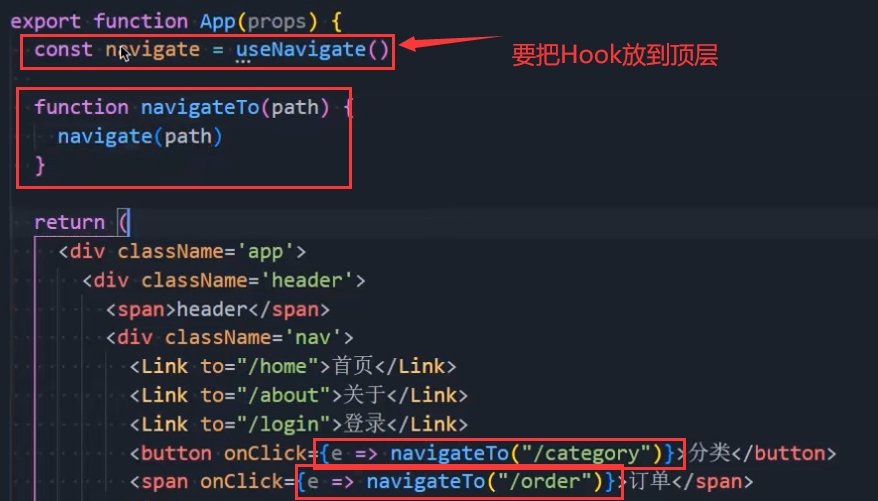 export function App(props) {
const navigate = useNavigate()
要把Hook放到顶层
function navigateTo(path) {
navigate(path)
}
return (
<div className='app'>
<div className='header'>
<span>header</span>
<div className='nav'>
<Link to="/home">首页</Link>
<Link to="/about">关于</Link>
<Link to="/login">登录</Link>
<button onClick={e => navigateTo("/category")}>分类</button>
<span onClick={e => navigateTo("/order")}>订单</span>